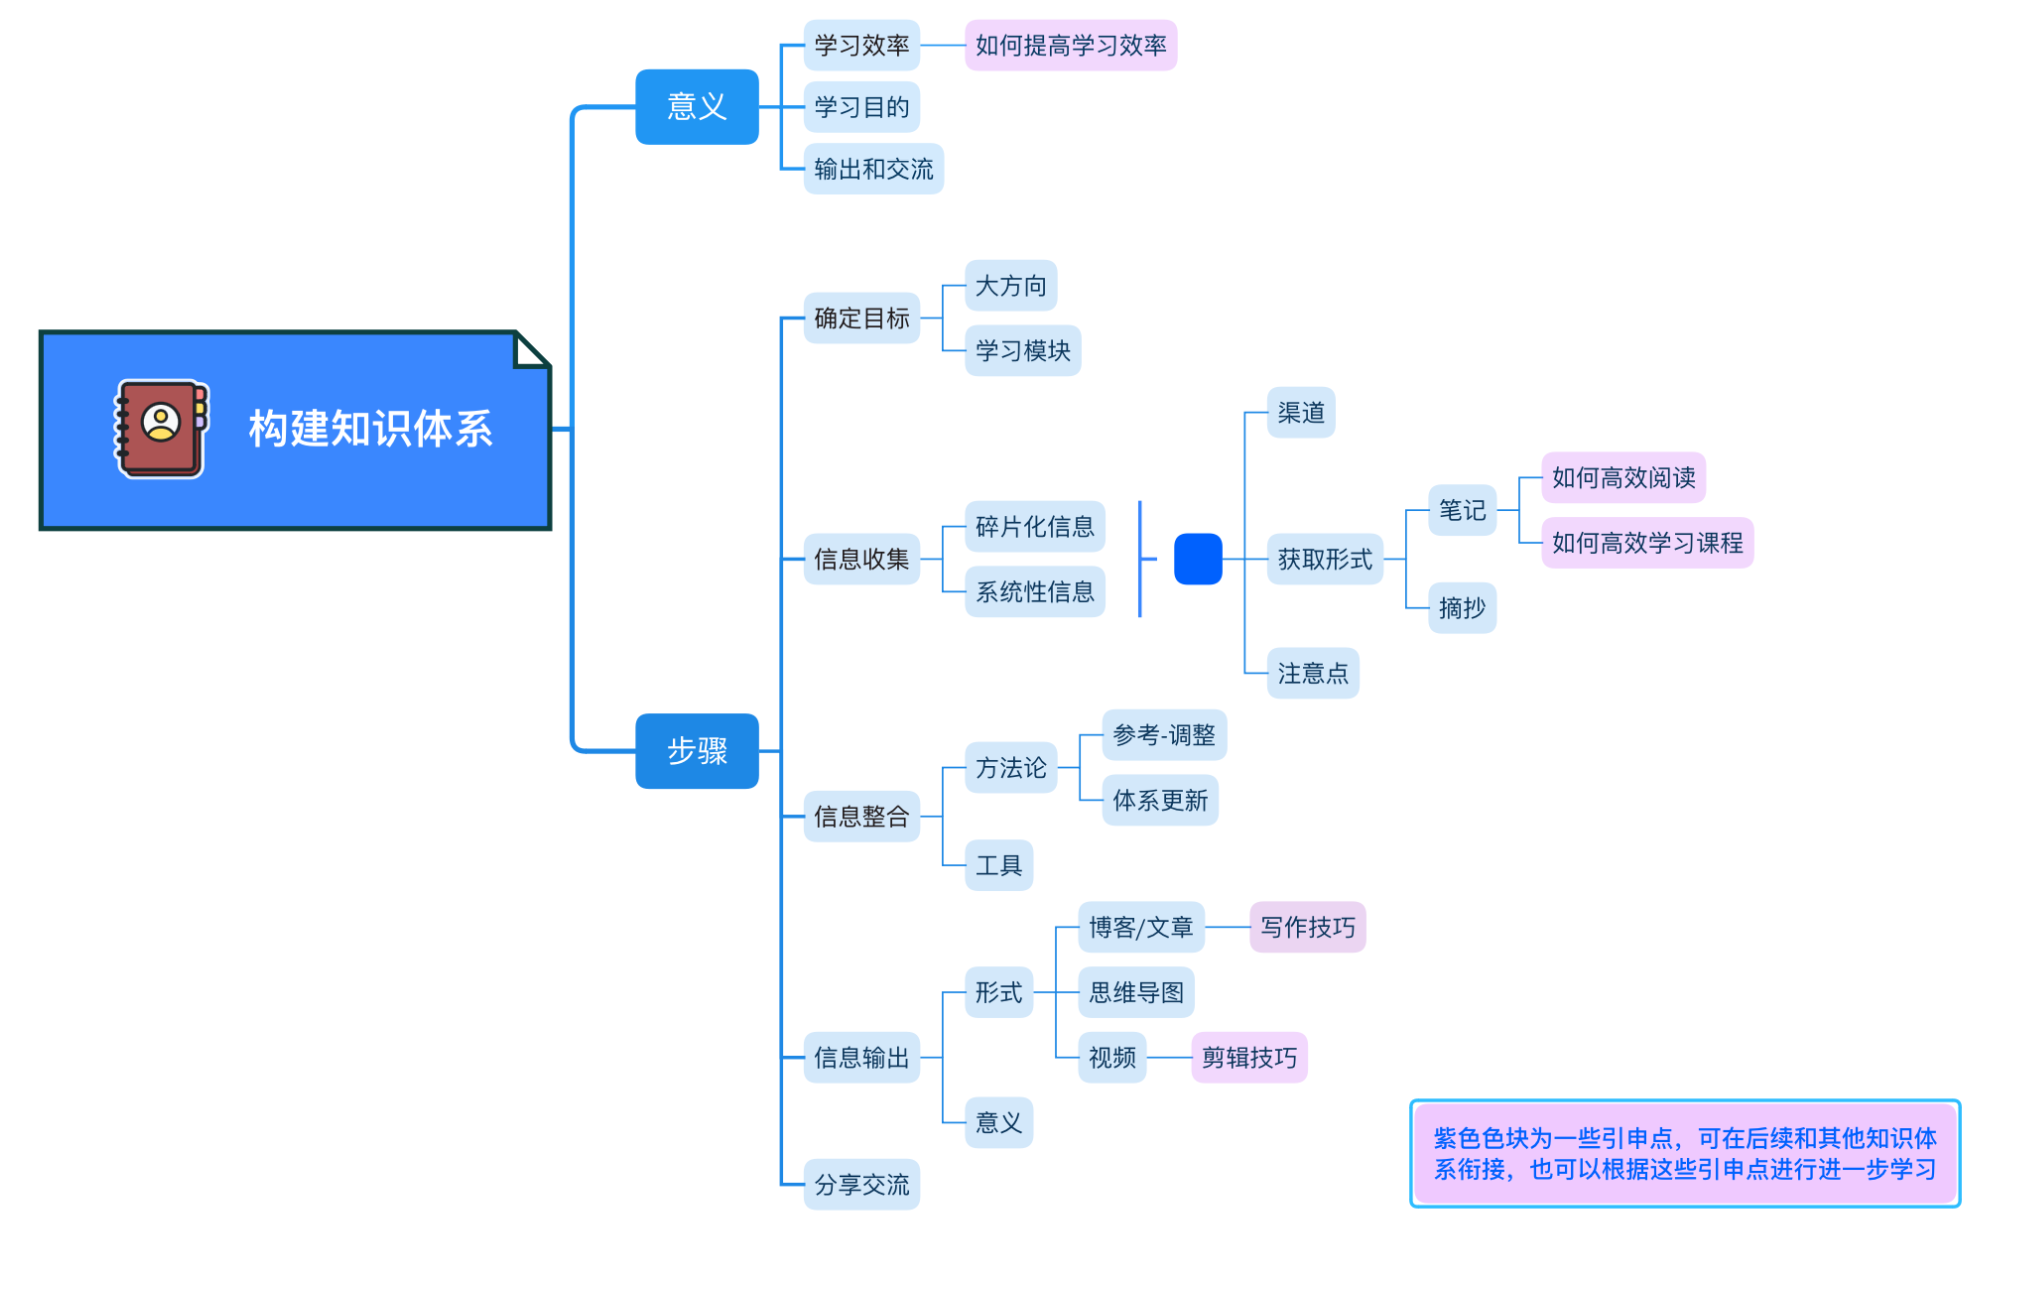 学习效率
如何提高学习效率
意义
学习目的
输出和交流
大方向
确定目标
学习模块
构建知识体系
渠道
如何高效阅读
笔记
碎片化信息
如何高效学习课程
信息收集
获取形式
系统性信息
摘抄
注意点
参考-调整
步骤
方法论
体系更新
信息整合
工具
博客/文章
写作技巧
形式
思维导图
信息输出
视频
剪辑技巧
意义
分享交流
紫色色块为一些引申点，可在后续和其他知识体
系衔接，也可以根据这些引申点进行进一步学习